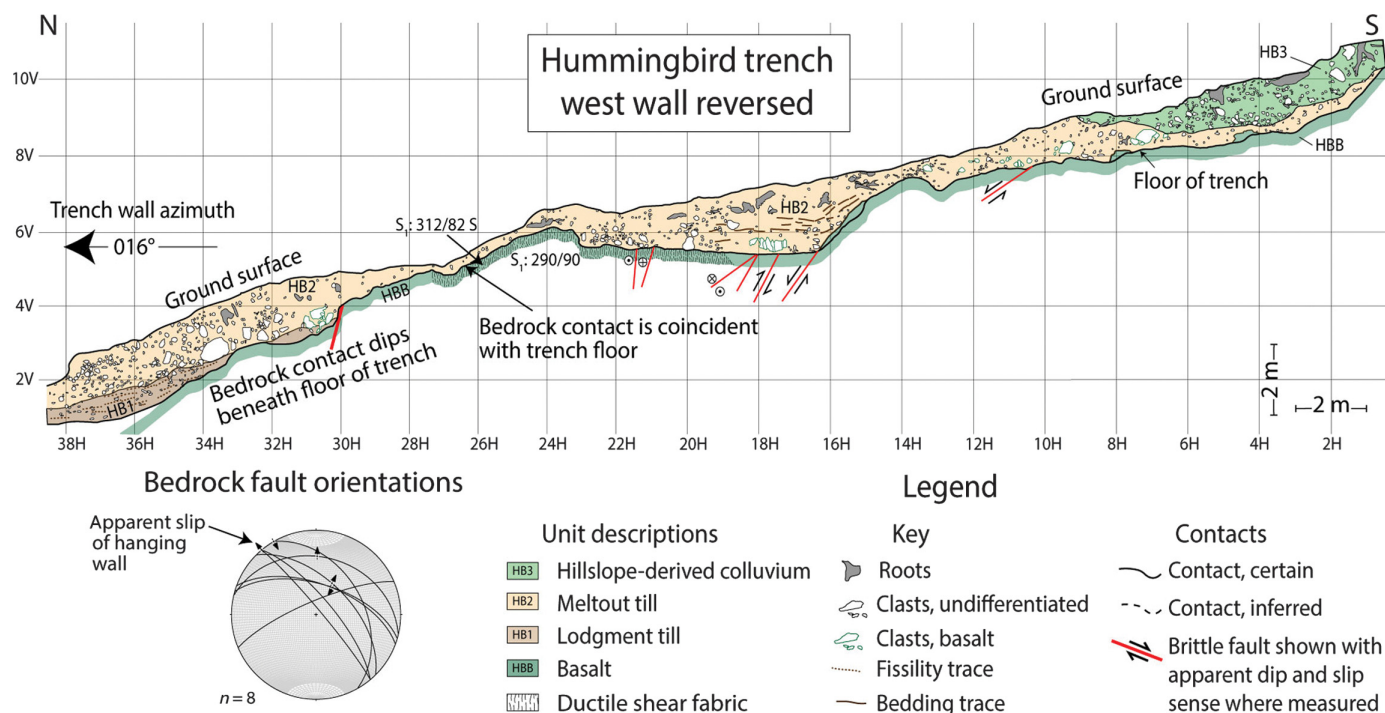 N
S
Hummingbird trench
west wall reversed
10V
8V
6V
4V
2V
HB3
Ground surface
HBB
Floor of trench
Trench wall azimuth
016°
S₁: 312/82 S
HB2
S₁: 290/90
Ground surface
HB2
HBB
Bedrock contact is coincident
with trench floor
Bedrock contact dips
beneath floor of trench
HB1
2 m
2 m
38H 36H 34H 32H 30H 28H 26H 24H 22H 20H 18H 16H 14H 12H 10H 8H 6H 4H 2H
Bedrock fault orientations
Apparent slip
of hanging
wall
n=8
Legend
Unit descriptions
HB3 Hillslope-derived colluvium
HB2 Meltout till
HB1 Lodgment till
HBB Basalt
Ductile shear fabric
Key
Roots
Clasts, undifferentiated
Clasts, basalt
Fissility trace
Bedding trace
Contacts
Contact, certain
Contact, inferred
Brittle fault shown with
apparent dip and slip
sense where measured